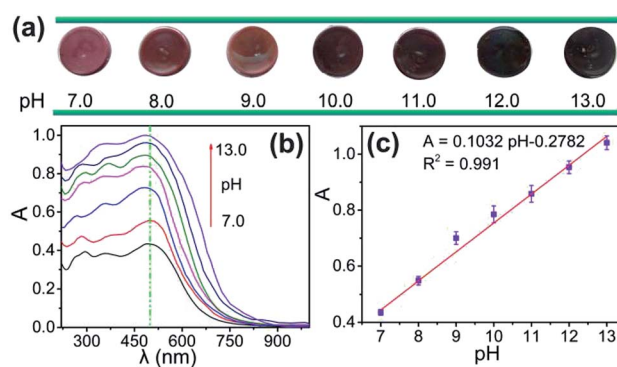 (a)
pH 7.0 8.0 9.0 10.0 11.0 12.0 13.0
(b)
13.0
pH
7.0
A
1.0
0.8
0.6
0.4
0.2
0.0
300 450 600 750 900
λ (nm)
(c)
A = 0.1032 pH-0.2782
R² = 0.991
A
1.0
0.8
0.6
0.4
7 8 9 10 11 12 13
pH